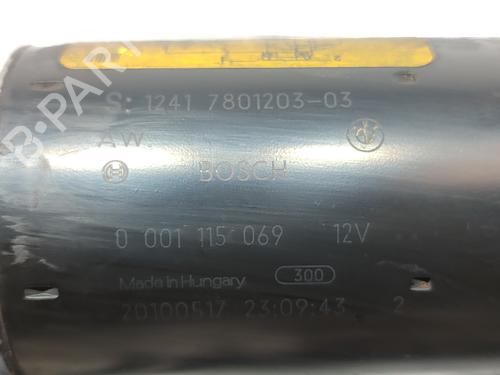 S: 1241 7801203-03
AW.
BOSCH
0 001 115 069 12V
Made in Hungary 300
20100517 23:09:43 2
B-PARTS